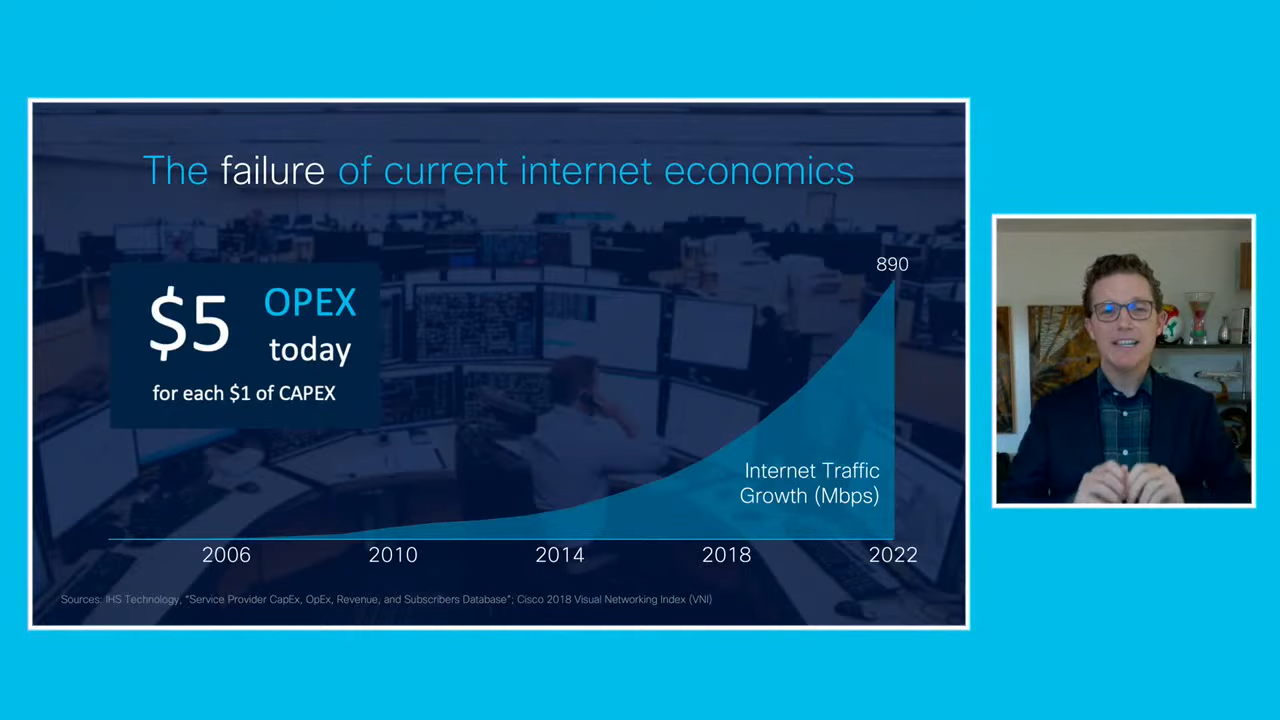 The failure of current internet economics
$5 OPEX
today
for each $1 of CAPEX
890
Internet Traffic
Growth (Mbps)
2006 2010 2014 2018 2022
Sources: IHS Technology, "Service Provider CapEx, OpEx, Revenue, and Subscribers Database"; Cisco 2018 Visual Networking Index (VNI)